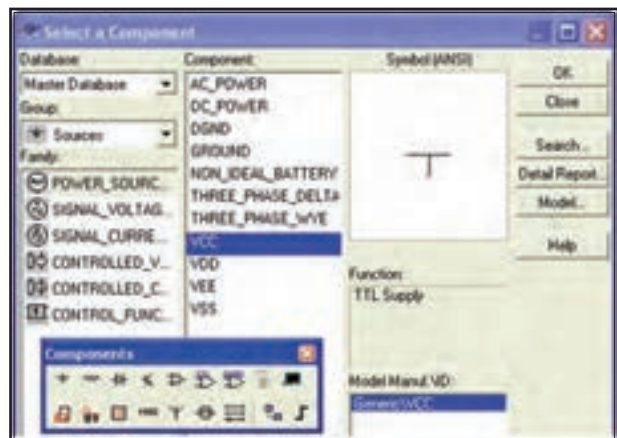 Select a Component
Database:
Master Database
Group:
Sources
Family:
POWER_SOURC...
SIGNAL_VOLTAG...
SIGNAL_CURRE...
CONTROLLED_V...
CONTROLLED_C...
CONTROL_FUNC...
Component:
AC_POWER
DC_POWER
DGND
GROUND
NON_IDEAL_BATTERY
THREE_PHASE_DELTA
THREE_PHASE_WYE
VCC
VDD
VEE
VSS
Symbol (ANSI)
Function:
TTL Supply
Model Manuf.\ID:
Generic\VCC
OK
Close
Search...
Detail Report...
Model...
Help
Components